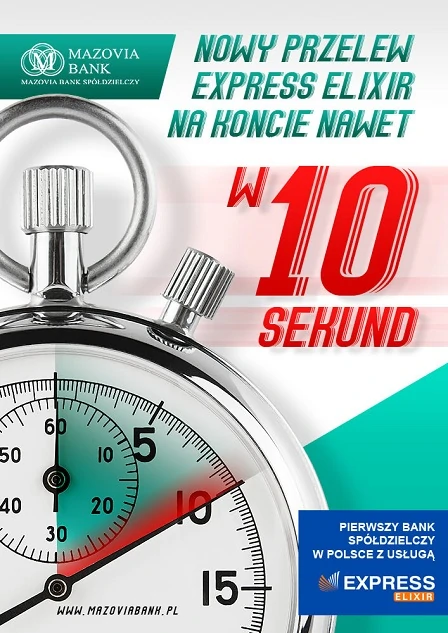 MAZOVIA
BANK
MAZOVIA BANK SPÓŁDZIELCZY
NOWY PRZELEW
EXPRESS ELIXIR
NA KONCIE NAWET
W 10
SEKUND
60
50
10
5
40
20
10
30
15
WWW.MAZOVIABANK.PL
PIERWSZY BANK
SPÓŁDZIELCZY
W POLSCE Z USŁUGĄ
EXPRESS
ELIXIR